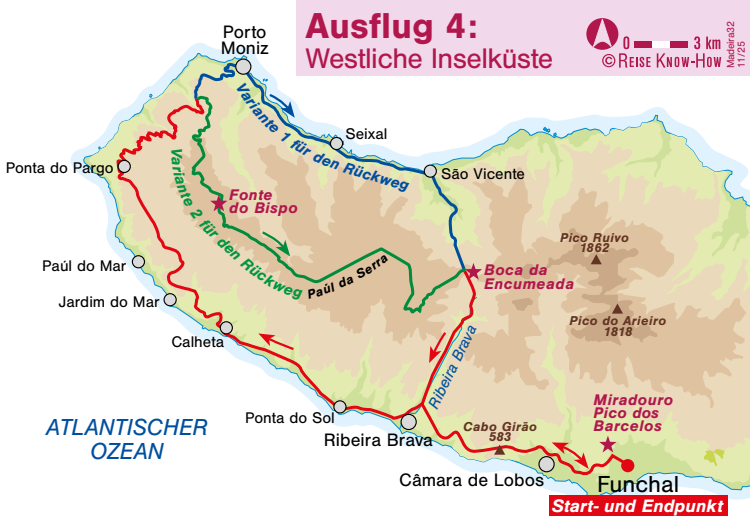 Ausflug 4:
Westliche Inselküste
0 3 km
© REISE KNOW-HOW
Madeira32
11/25
Porto
Moniz
Variante 1 für den Rückweg
Seixal
São Vicente
Ponta do Pargo
Variante 2 für den Rückweg
Fonte
do Bispo
Paúl da Serra
Boca da
Encumeada
Pico Ruivo
1862
Pico do Arieiro
1818
Paúl do Mar
Jardim do Mar
Calheta
Ribeira Brava
Ponta do Sol
Ribeira Brava
Cabo Girão
583
Miradouro
Pico dos
Barcelos
ATLANTISCHER
OZEAN
Câmara de Lobos
Funchal
Start- und Endpunkt